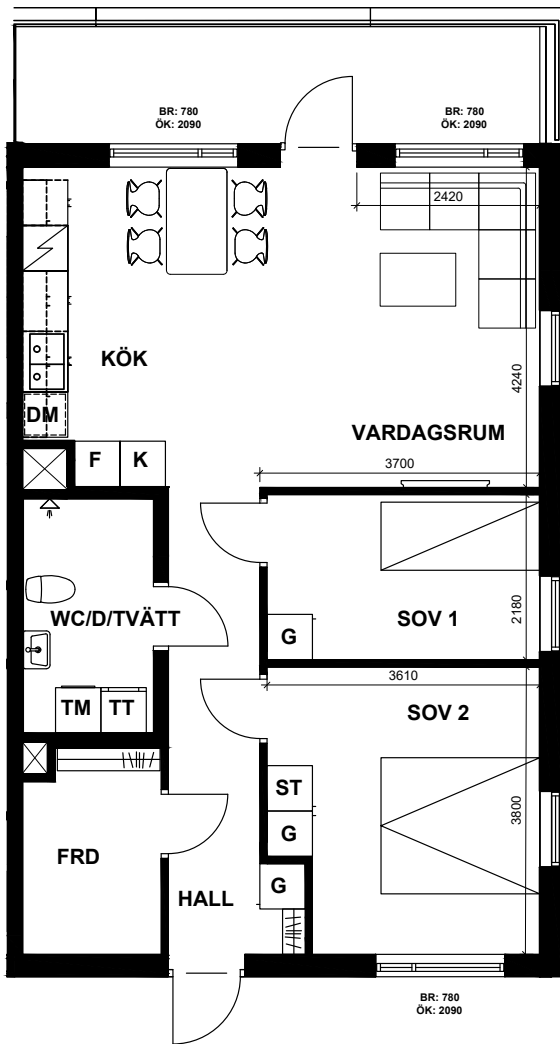 BR: 780
ÖK: 2090
BR: 780
ÖK: 2090
2420
KÖK
4240
DM
VARDAGSRUM
F
K
3700
WC/D/TVÄTT
SOV 1
2180
G
3610
TM
TT
SOV 2
ST
3800
G
FRD
G
HALL
BR: 780
ÖK: 2090